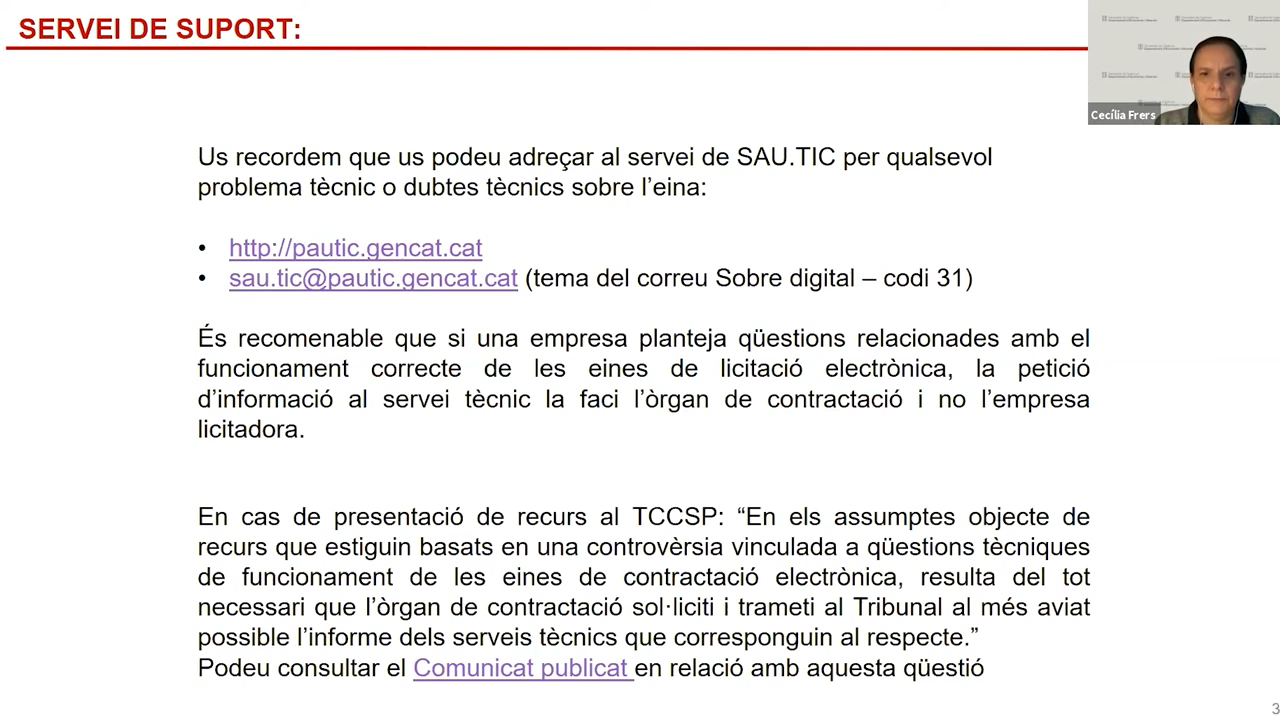 SERVEI DE SUPORT:
Cecília Frers
Us recordem que us podeu adreçar al servei de SAU.TIC per qualsevol
problema tècnic o dubtes tècnics sobre l’eina:
• http://pautic.gencat.cat
• sau.tic@pautic.gencat.cat (tema del correu Sobre digital – codi 31)
És recomenable que si una empresa planteja qüestions relacionades amb el
funcionament correcte de les eines de licitació electrònica, la petició
d’informació al servei tècnic la faci l’òrgan de contractació i no l’empresa
licitadora.
En cas de presentació de recurs al TCCSP: “En els assumptes objecte de
recurs que estiguin basats en una controvèrsia vinculada a qüestions tècniques
de funcionament de les eines de contractació electrònica, resulta del tot
necessari que l’òrgan de contractació sol·liciti i trameti al Tribunal al més aviat
possible l’informe dels serveis tècnics que corresponguin al respecte.”
Podeu consultar el Comunicat publicat en relació amb aquesta qüestió
3